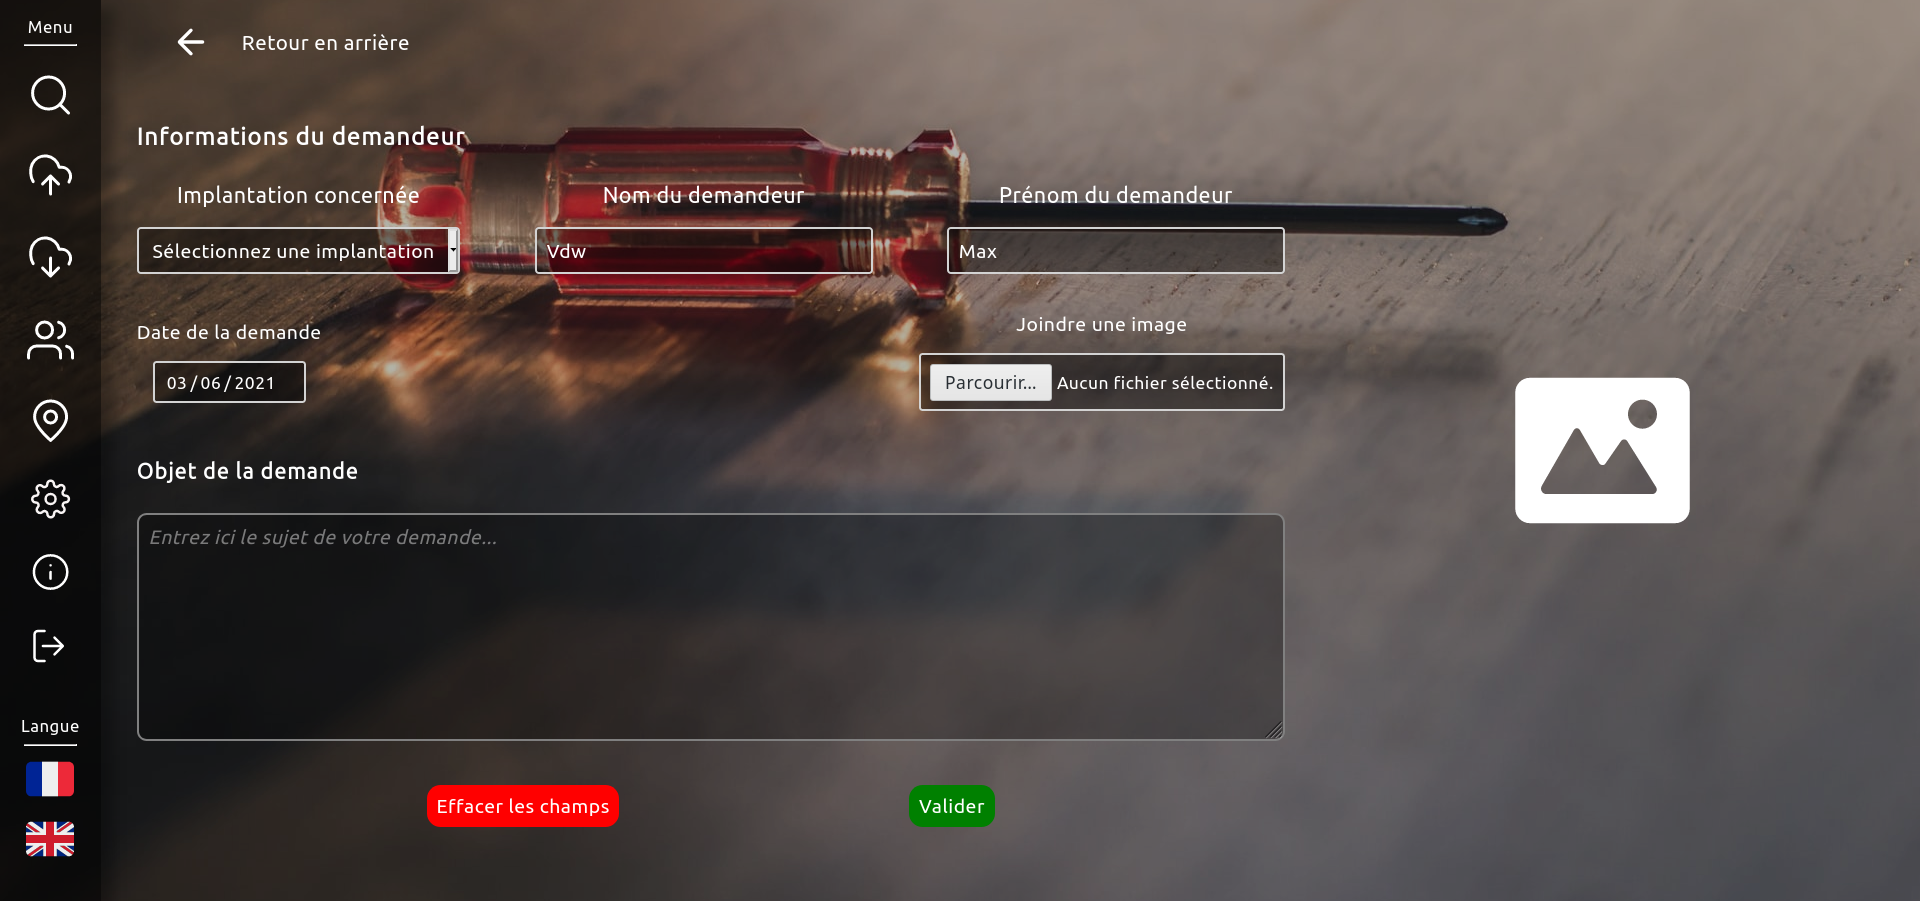 Menu
Retour en arrière
Informations du demandeur
Implantation concernée
Nom du demandeur
Prénom du demandeur
Sélectionnez une implantation
Vdw
Max
Date de la demande
Joindre une image
03/06/2021
Parcourir... Aucun fichier sélectionné.
Objet de la demande
Entrez ici le sujet de votre demande...
Langue
Effacer les champs
Valider